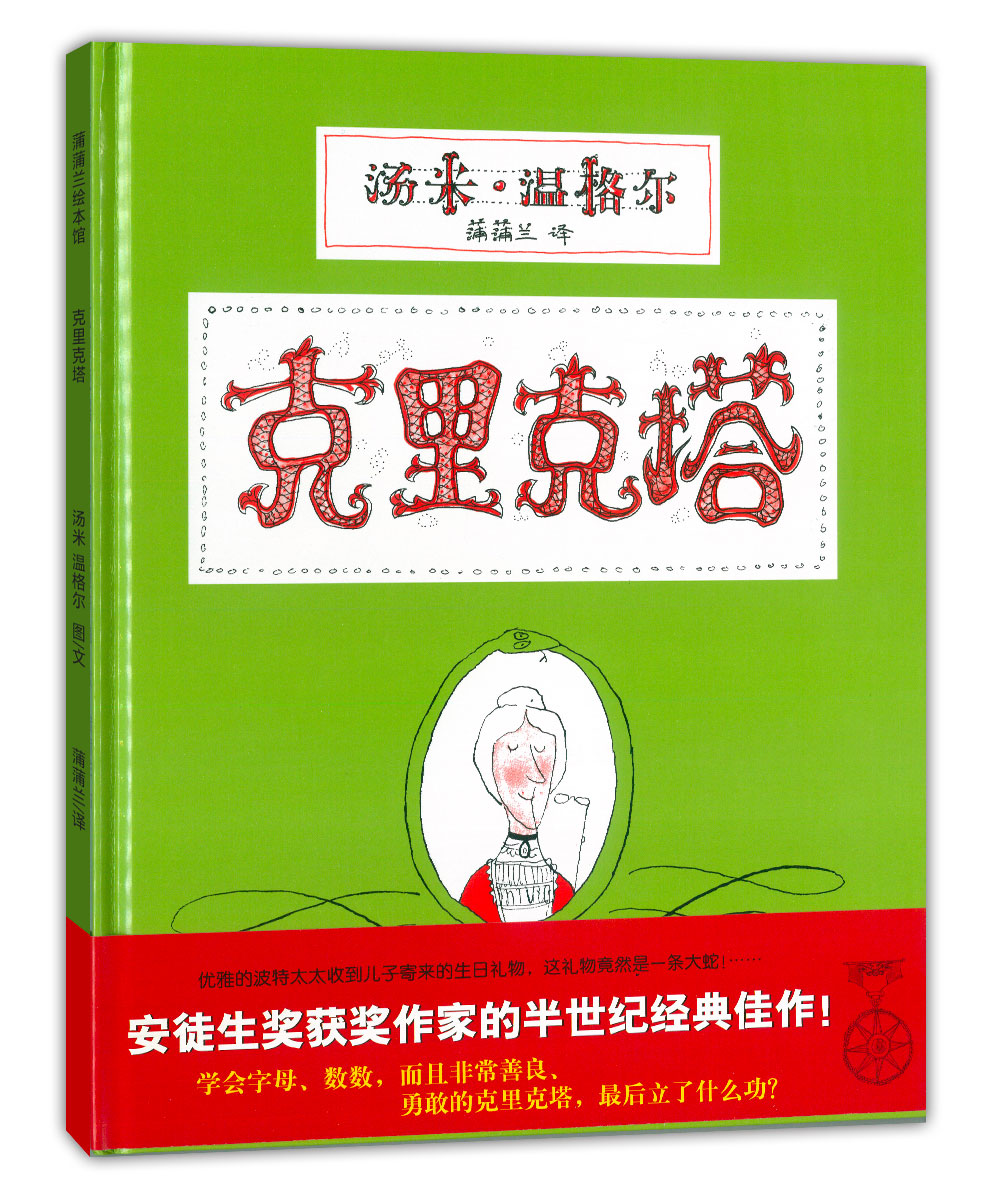 蒲蒲兰绘本馆
克里克塔
汤米 温格尔 图/文
蒲蒲兰/译
汤米·温格尔
蒲蒲兰 译
克里克塔
优雅的波特太太收到儿子寄来的生日礼物，这礼物竟然是一条大蛇！……
安徒生奖获奖作家的半世纪经典佳作！
学会字母、数数，而且非常善良、
勇敢的克里克塔，最后立了什么功？